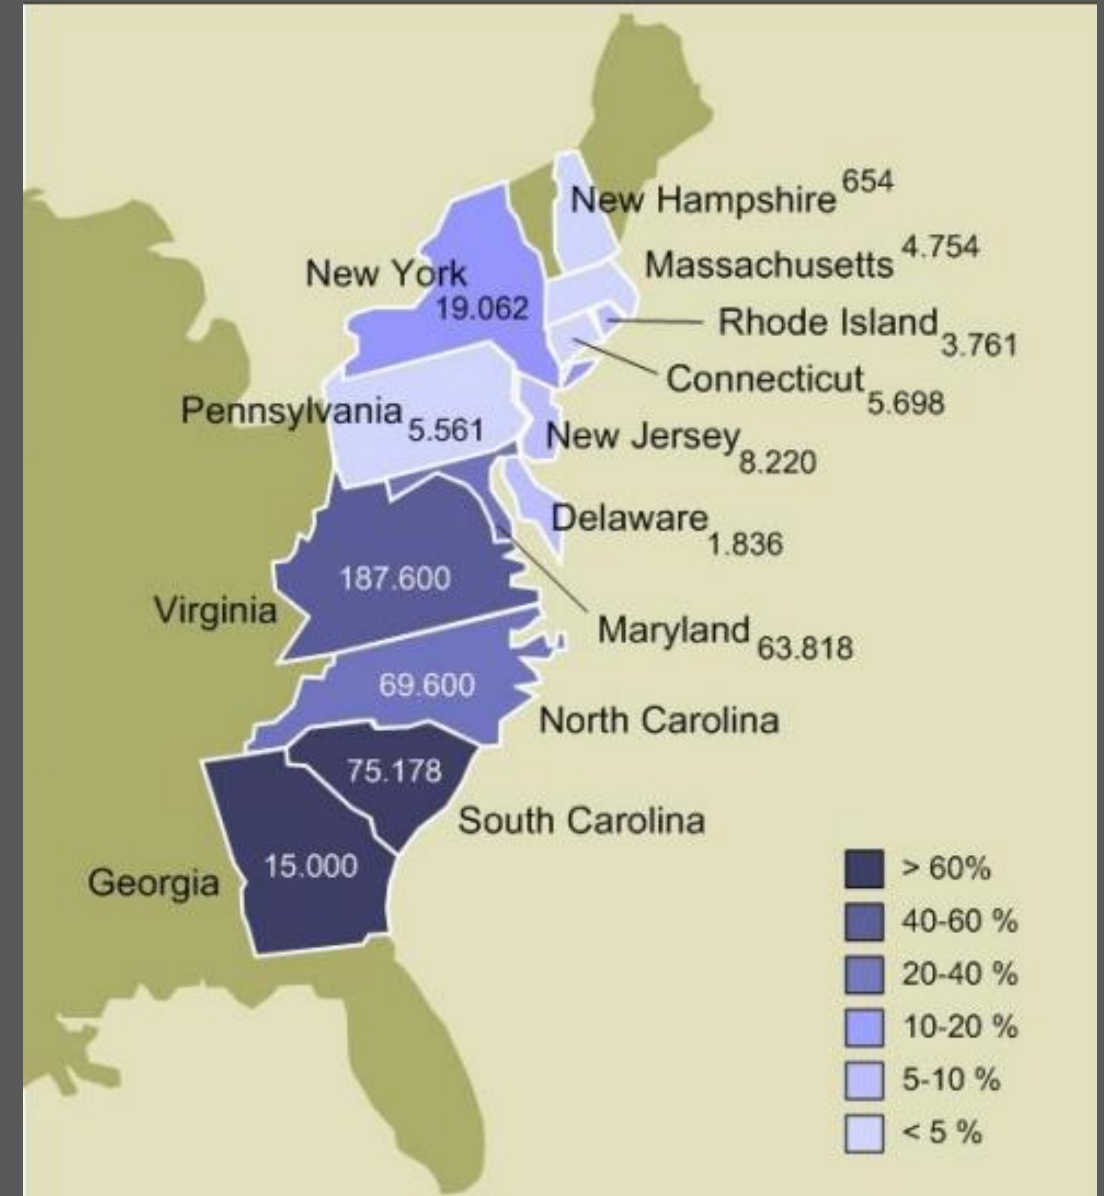 New Hampshire 654
Massachusetts 4.754
New York
19.062
Rhode Island 3.761
Connecticut 5.698
Pennsylvania 5.561
New Jersey 8.220
Delaware 1.836
187.600
Virginia
Maryland 63.818
69.600
North Carolina
75.178
South Carolina
15.000
Georgia
> 60%
40-60 %
20-40 %
10-20 %
5-10 %
< 5 %